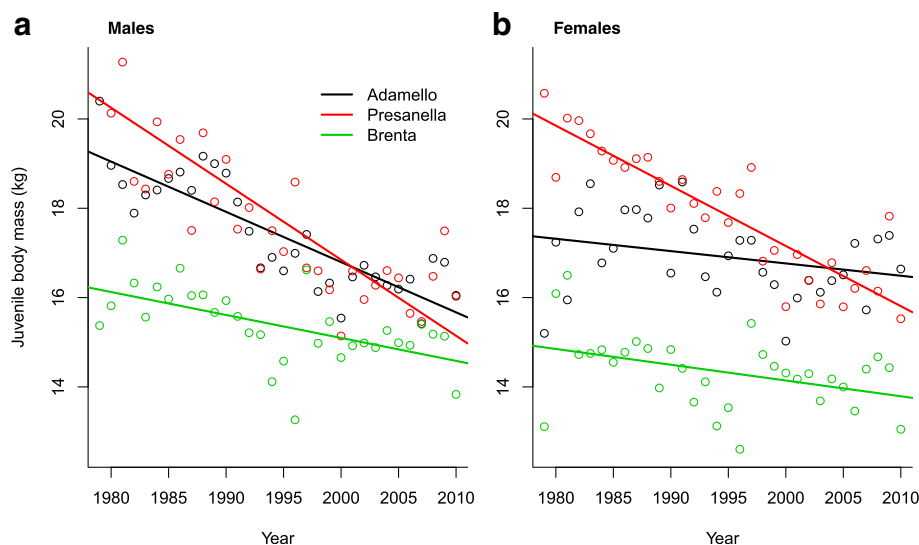 a Males
Adamello
Presanella
Brenta
Juvenile body mass (kg)
20
18
16
14
1980 1985 1990 1995 2000 2005 2010
Year
b Females
20
18
16
14
1980 1985 1990 1995 2000 2005 2010
Year